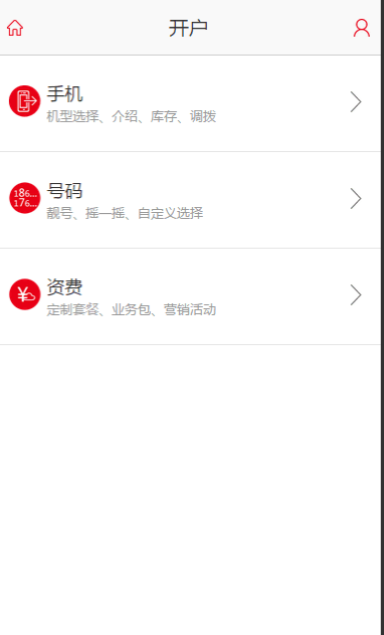 开户
手机
机型选择、介绍、库存、调拨
186...
176...
号码
靓号、摇一摇、自定义选择
资费
定制套餐、业务包、营销活动